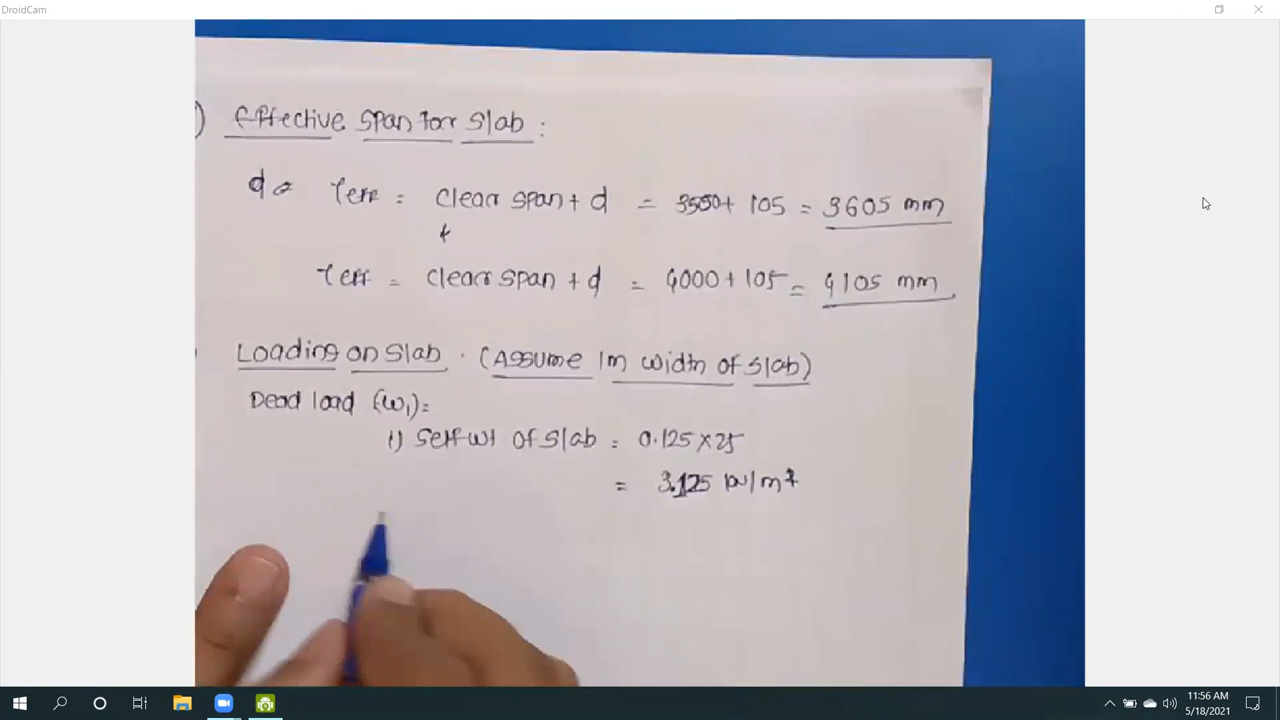 DroidCam
) Effective Span for Slab :
leff = Clear span + d = 3500 + 105 = 3605 mm
&
leff = Clear span + d = 4000 + 105 = 4105 mm
Loading on Slab . (Assume 1m width of Slab)
Dead load (w₁)=
1) Self wt of Slab = 0.125 × 25
= 3.125 kN/m²
11:56 AM
5/18/2021